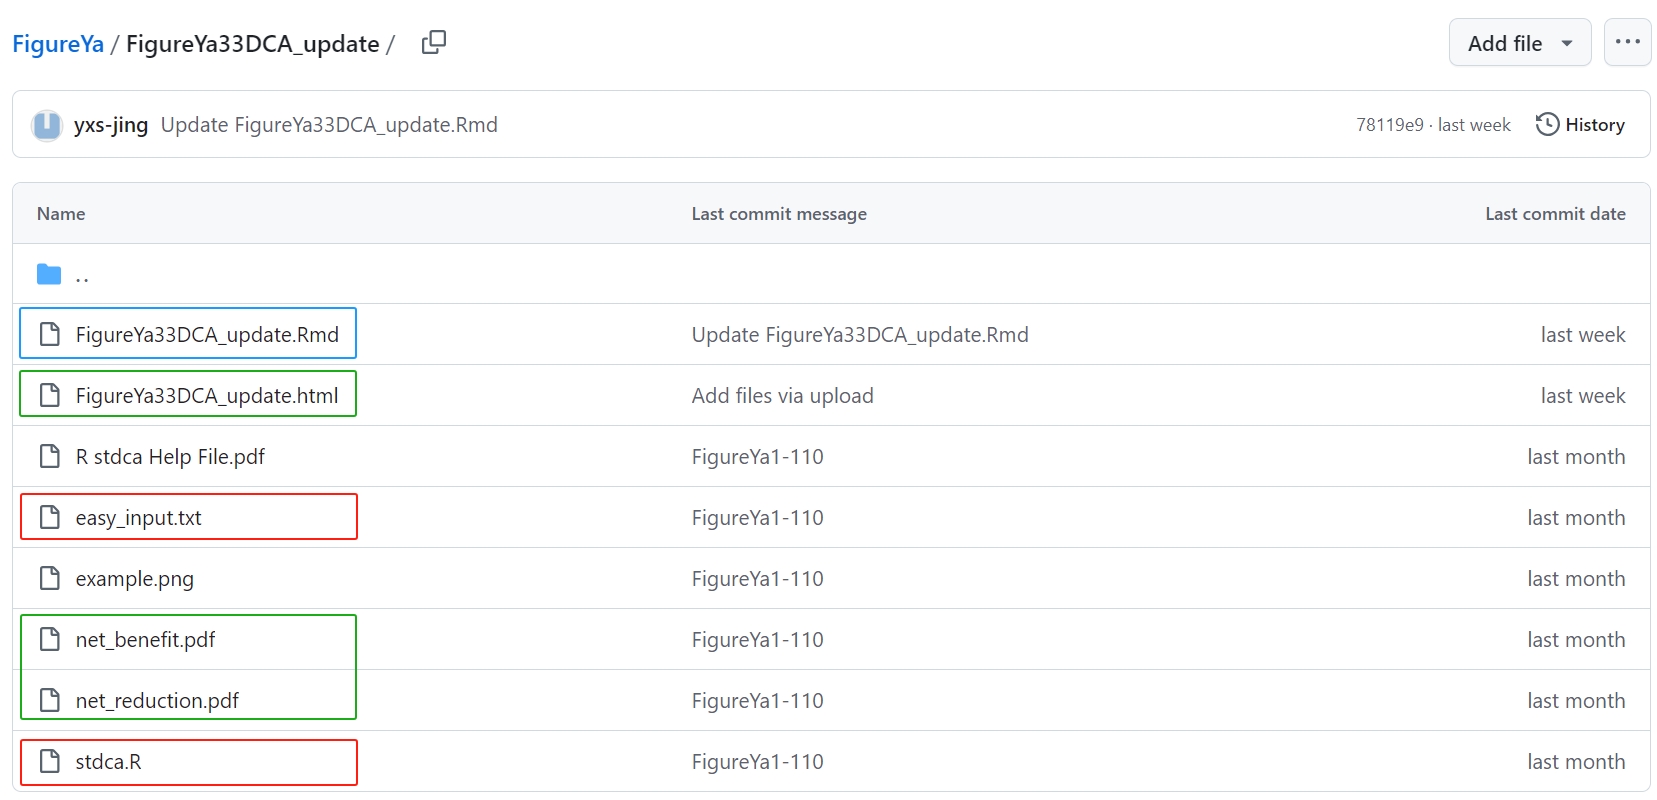 FigureYa / FigureYa33DCA_update /
Add file
yxs-jing Update FigureYa33DCA_update.Rmd
78119e9 · last week
History
Name Last commit message Last commit date
..
FigureYa33DCA_update.Rmd Update FigureYa33DCA_update.Rmd last week
FigureYa33DCA_update.html Add files via upload last week
R stdca Help File.pdf FigureYa1-110 last month
easy_input.txt FigureYa1-110 last month
example.png FigureYa1-110 last month
net_benefit.pdf FigureYa1-110 last month
net_reduction.pdf FigureYa1-110 last month
stdca.R FigureYa1-110 last month